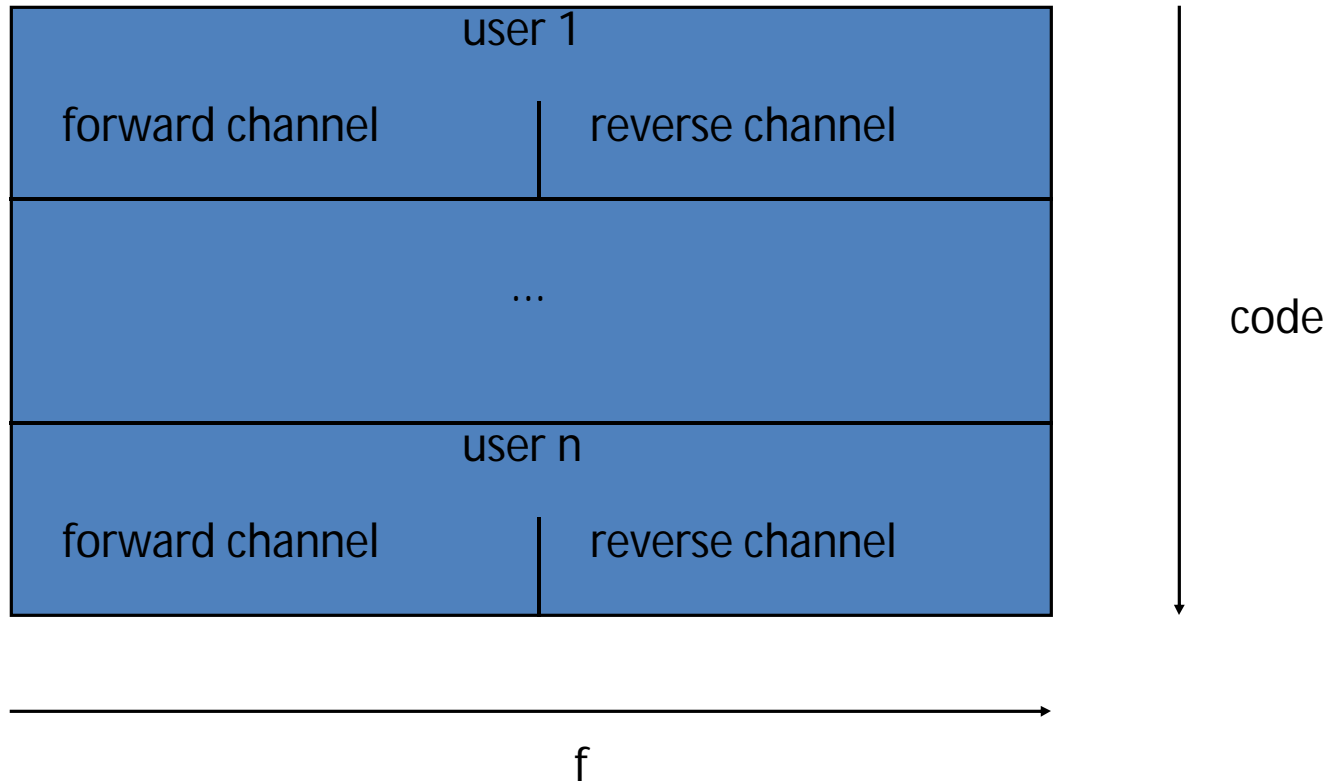 user 1
forward channel
reverse channel
...
code
user n
forward channel
reverse channel
f